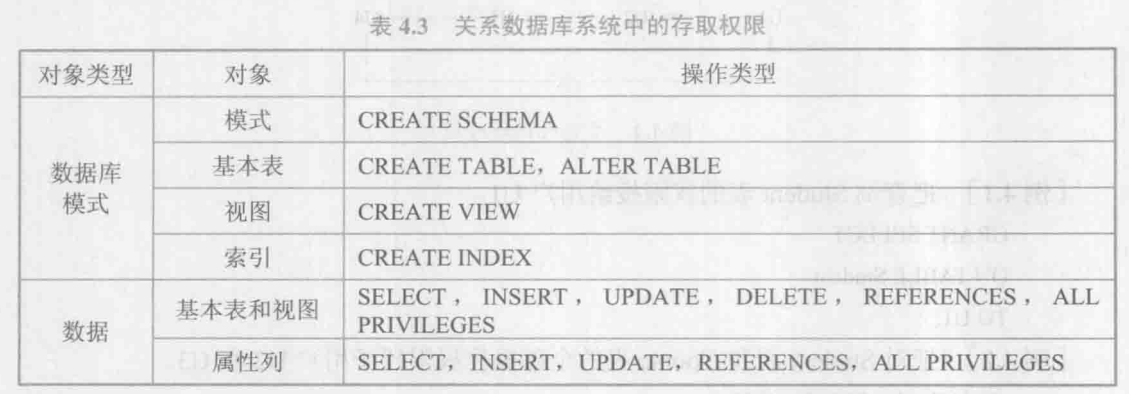 表 4.3 关系数据库系统中的存取权限
对象类型 对象 操作类型
数据库
模式
模式 CREATE SCHEMA
基本表 CREATE TABLE，ALTER TABLE
视图 CREATE VIEW
索引 CREATE INDEX
数据
基本表和视图 SELECT， INSERT， UPDATE， DELETE， REFERENCES， ALL
PRIVILEGES
属性列 SELECT，INSERT，UPDATE，REFERENCES，ALL PRIVILEGES